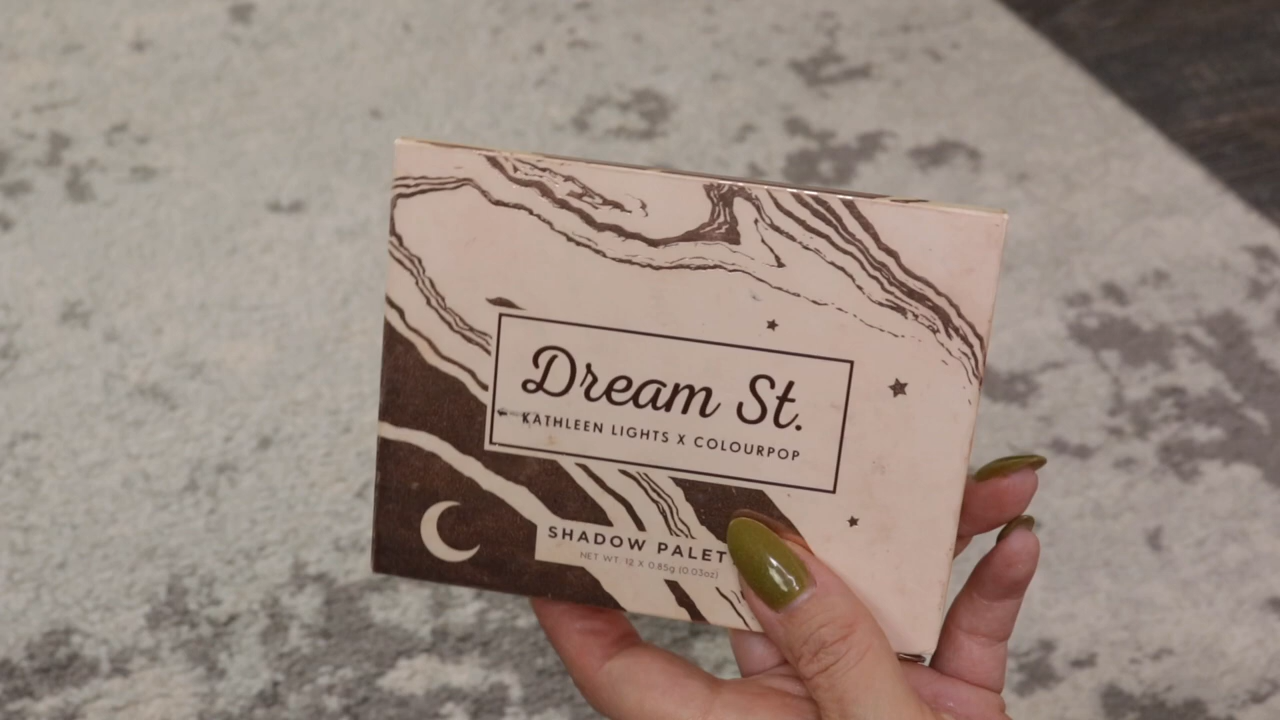 Dream St.
KATHLEEN LIGHTS X COLOURPOP
SHADOW PALET
NET WT. 12 X 0.85g (0.03oz)